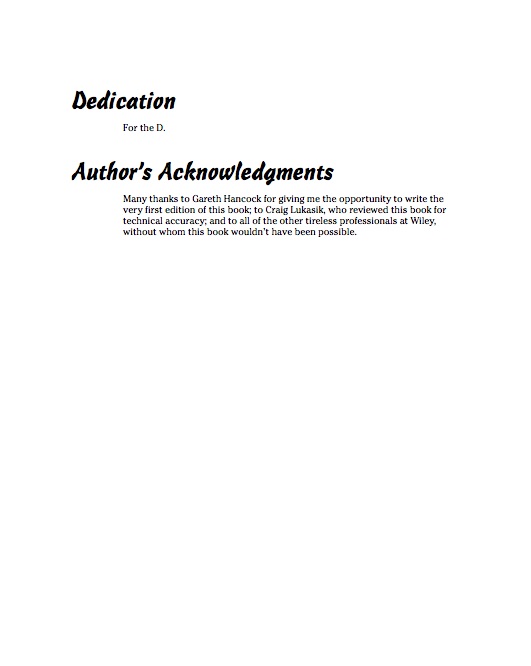 Dedication
For the D.
Author's Acknowledgments
Many thanks to Gareth Hancock for giving me the opportunity to write the
very first edition of this book; to Craig Lukasik, who reviewed this book for
technical accuracy; and to all of the other tireless professionals at Wiley,
without whom this book wouldn't have been possible.